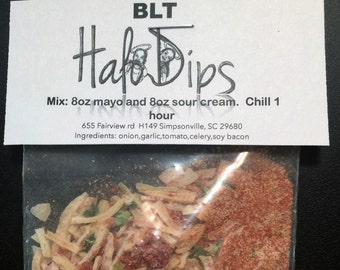 BLT
Halo Dips
Mix: 8oz mayo and 8oz sour cream. Chill 1
hour
655 Fairview rd H149 Simpsonville, SC 29680
Ingredients: onion,garlic,tomato,celery,soy bacon